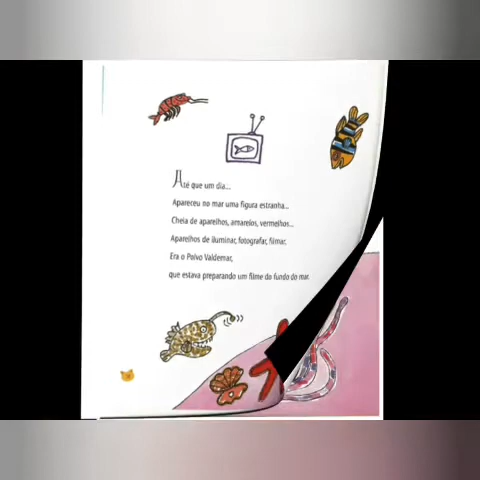 Até que um dia...
Apareceu no mar uma figura estranha...
Cheia de aparelhos, amarelos, vermelhos...
Aparelhos de iluminar, fotografar, filmar.
Era o Polvo Valdemar,
que estava preparando um filme do fundo do mar.